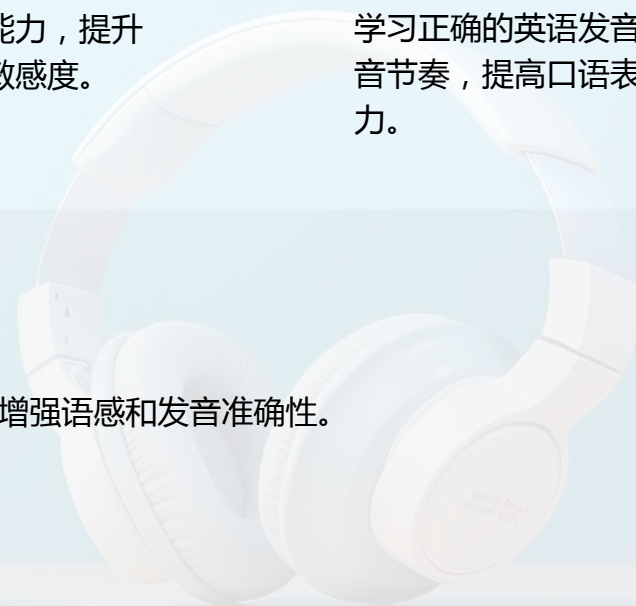 能力，提升
敏感度。
学习正确的英语发音
音节奏，提高口语表
力。
增强语感和发音准确性。